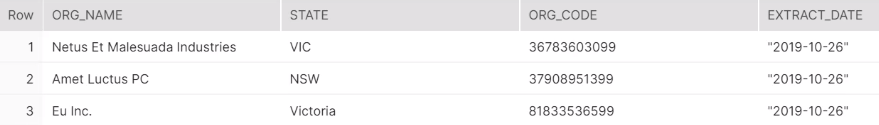 Row ORG_NAME STATE ORG_CODE EXTRACT_DATE
1 Netus Et Malesuada Industries VIC 36783603099 "2019-10-26"
2 Amet Luctus PC NSW 37908951399 "2019-10-26"
3 Eu Inc. Victoria 81833536599 "2019-10-26"